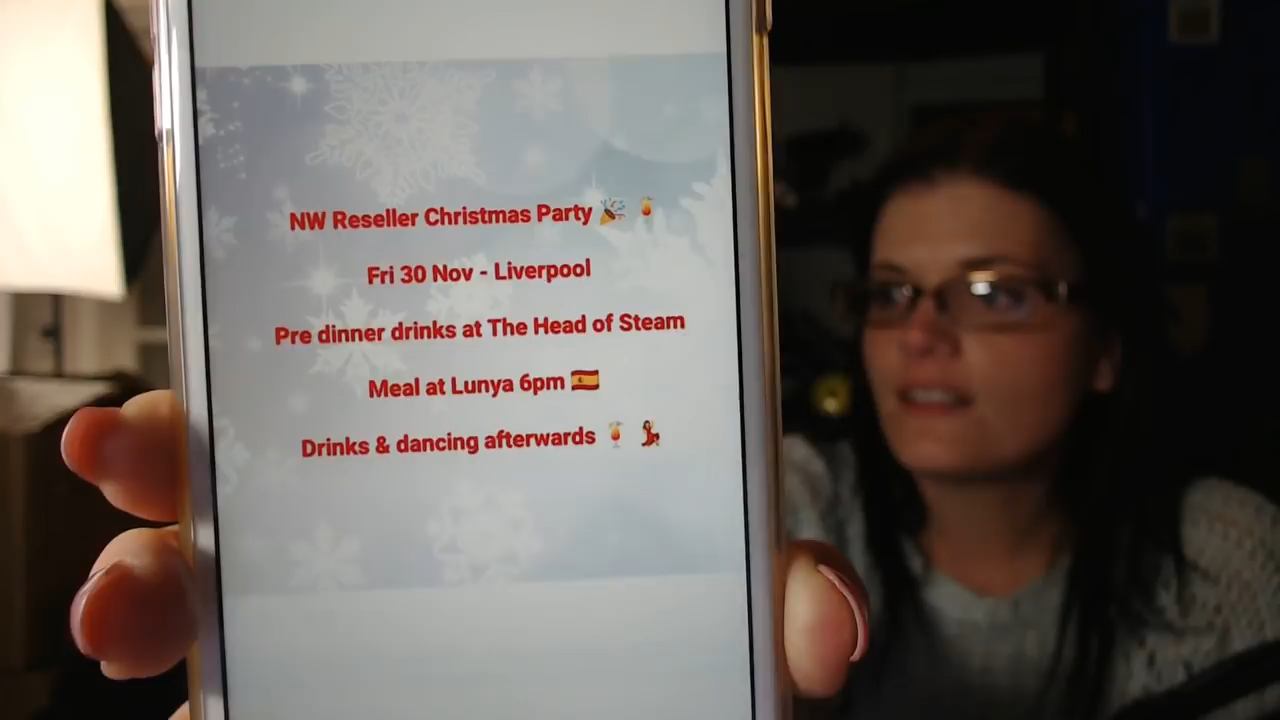 NW Reseller Christmas Party 🎉 🍹
Fri 30 Nov - Liverpool
Pre dinner drinks at The Head of Steam
Meal at Lunya 6pm 🇪🇸
Drinks & dancing afterwards 🍹 💃